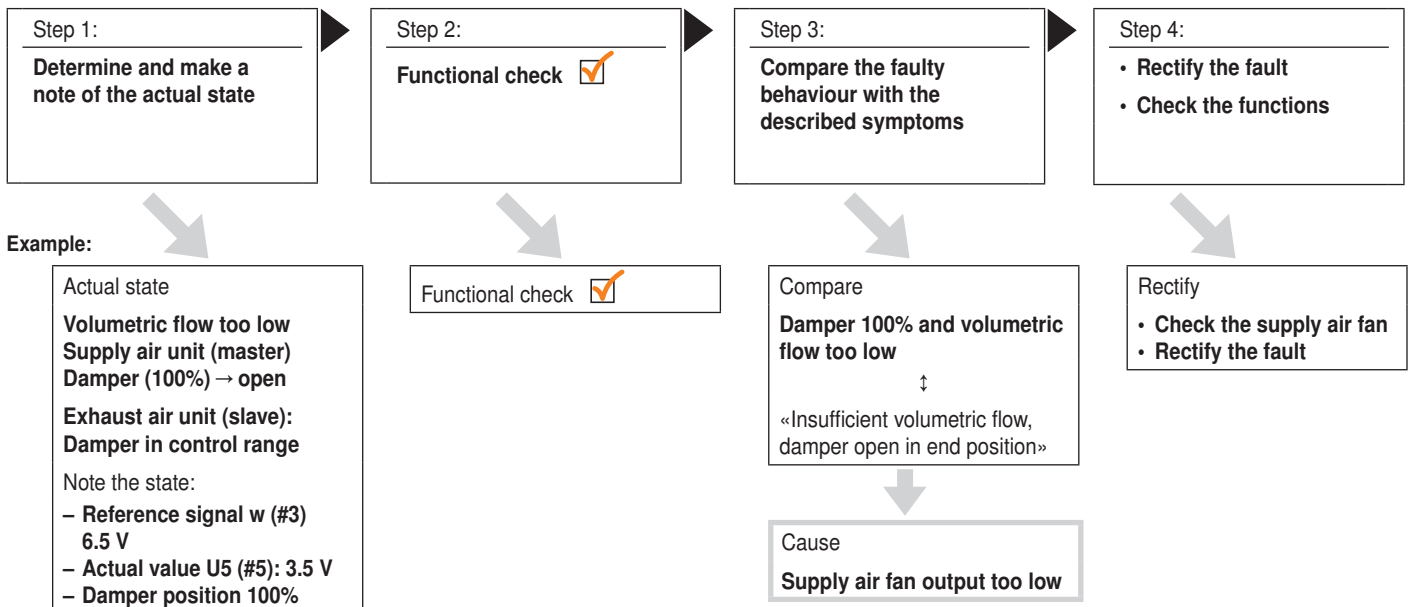 Step 1:
Determine and make a
note of the actual state
Step 2:
Functional check
Step 3:
Compare the faulty
behaviour with the
described symptoms
Step 4:
• Rectify the fault
• Check the functions
Example:
Actual state
Volumetric flow too low
Supply air unit (master)
Damper (100%) → open
Exhaust air unit (slave):
Damper in control range
Note the state:
– Reference signal w (#3)
6.5 V
– Actual value U5 (#5): 3.5 V
– Damper position 100%
Functional check
Compare
Damper 100% and volumetric
flow too low
↕
«Insufficient volumetric flow,
damper open in end position»
Cause
Supply air fan output too low
Rectify
• Check the supply air fan
• Rectify the fault